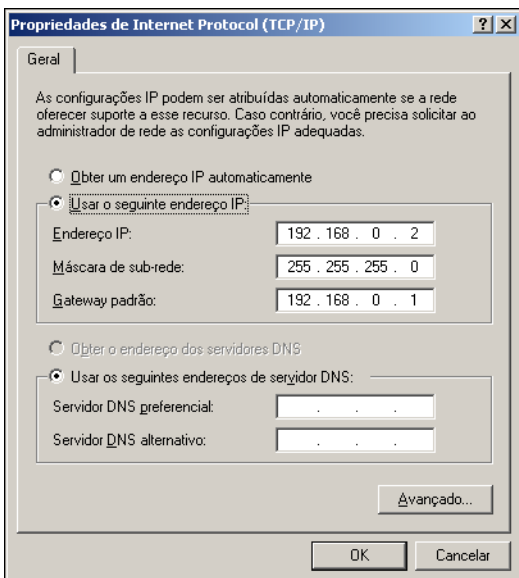 Propriedades de Internet Protocol (TCP/IP)
Geral
As configurações IP podem ser atribuídas automaticamente se a rede
oferecer suporte a esse recurso. Caso contrário, você precisa solicitar ao
administrador de rede as configurações IP adequadas.
Obter um endereço IP automaticamente
Usar o seguinte endereço IP:
Endereço IP: 192 . 168 . 0 . 2
Máscara de sub-rede: 255 . 255 . 255 . 0
Gateway padrão: 192 . 168 . 0 . 1
Obter o endereço dos servidores DNS
Usar os seguintes endereços de servidor DNS:
Servidor DNS preferencial: . . .
Servidor DNS alternativo: . . .
Avançado...
OK Cancelar